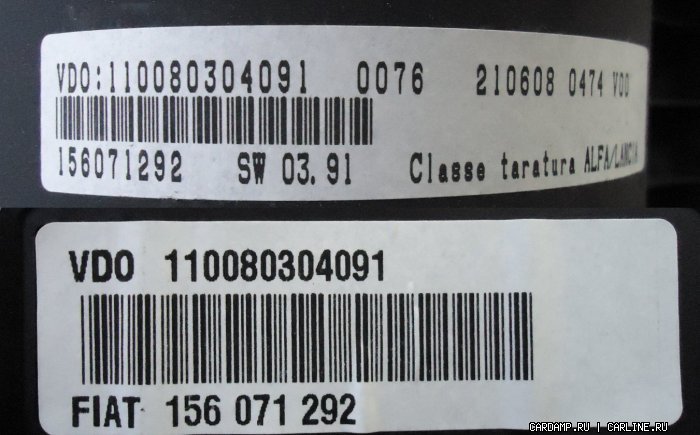 VDO:110080304091 0076 210608 0474 V00
156071292 SW 03.91 Classe taratura ALFA/LANCIA
VDO 110080304091
FIAT 156 071 292
CARDAMP.RU | CARLINE.RU